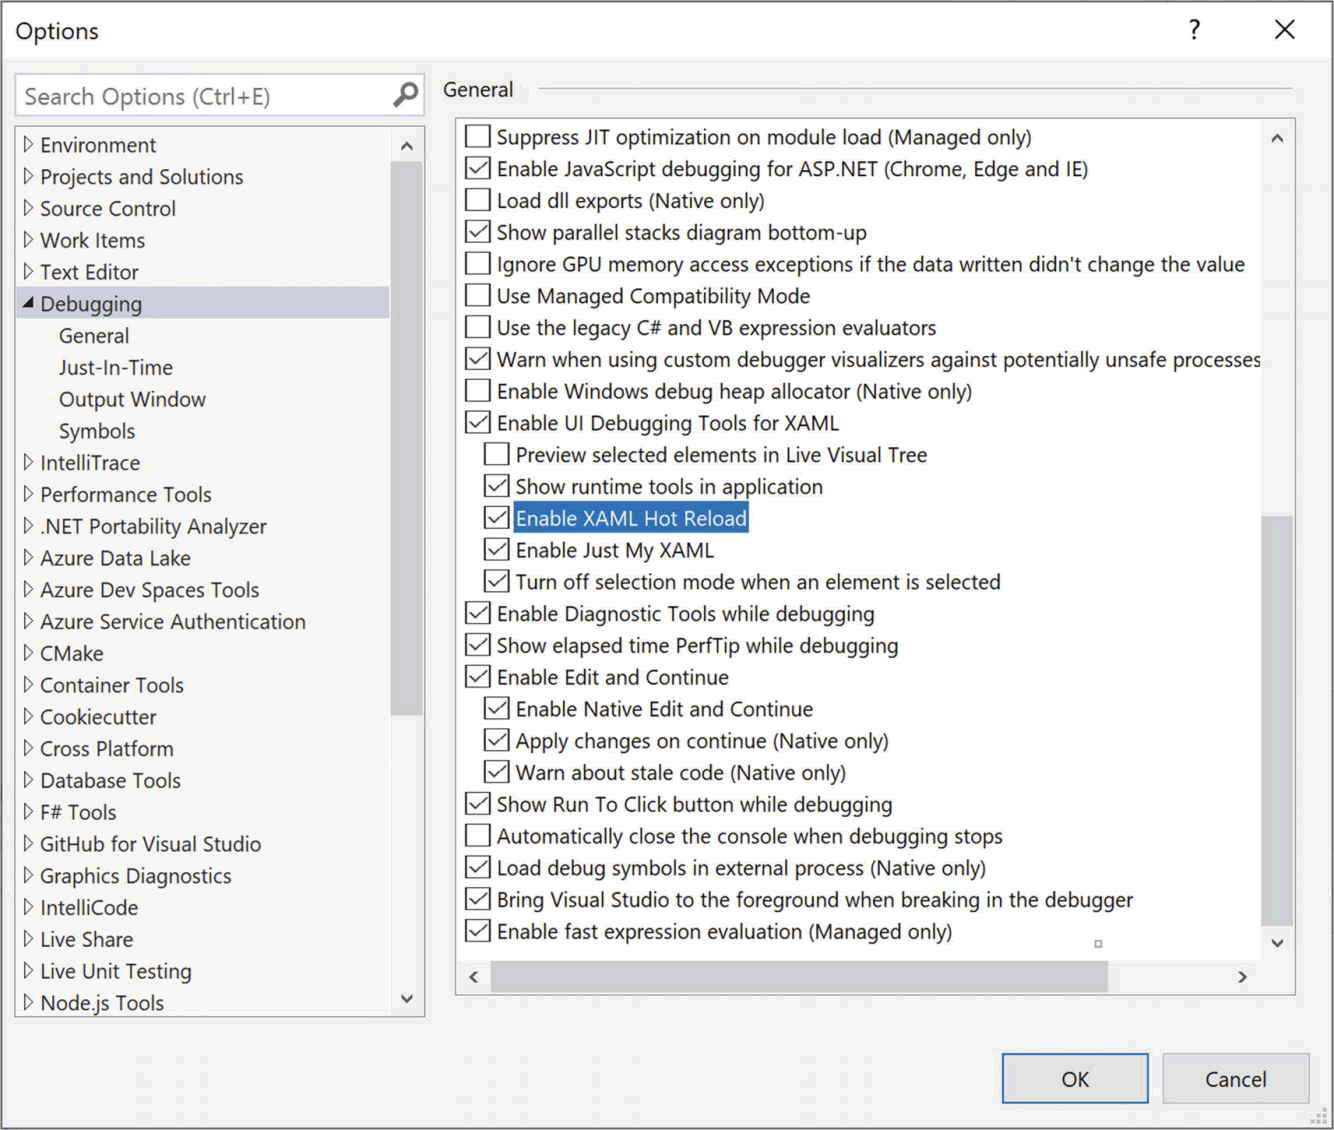 Options
?
Search Options (Ctrl+E)
Environment
Projects and Solutions
Source Control
Work Items
Text Editor
Debugging
General
Just-In-Time
Output Window
Symbols
IntelliTrace
Performance Tools
.NET Portability Analyzer
Azure Data Lake
Azure Dev Spaces Tools
Azure Service Authentication
CMake
Container Tools
Cookiecutter
Cross Platform
Database Tools
F# Tools
GitHub for Visual Studio
Graphics Diagnostics
IntelliCode
Live Share
Live Unit Testing
Node.js Tools
General
Suppress JIT optimization on module load (Managed only)
Enable JavaScript debugging for ASP.NET (Chrome, Edge and IE)
Load dll exports (Native only)
Show parallel stacks diagram bottom-up
Ignore GPU memory access exceptions if the data written didn't change the value
Use Managed Compatibility Mode
Use the legacy C# and VB expression evaluators
Warn when using custom debugger visualizers against potentially unsafe processes
Enable Windows debug heap allocator (Native only)
Enable UI Debugging Tools for XAML
Preview selected elements in Live Visual Tree
Show runtime tools in application
Enable XAML Hot Reload
Enable Just My XAML
Turn off selection mode when an element is selected
Enable Diagnostic Tools while debugging
Show elapsed time PerfTip while debugging
Enable Edit and Continue
Enable Native Edit and Continue
Apply changes on continue (Native only)
Warn about stale code (Native only)
Show Run To Click button while debugging
Automatically close the console when debugging stops
Load debug symbols in external process (Native only)
Bring Visual Studio to the foreground when breaking in the debugger
Enable fast expression evaluation (Managed only)
OK
Cancel